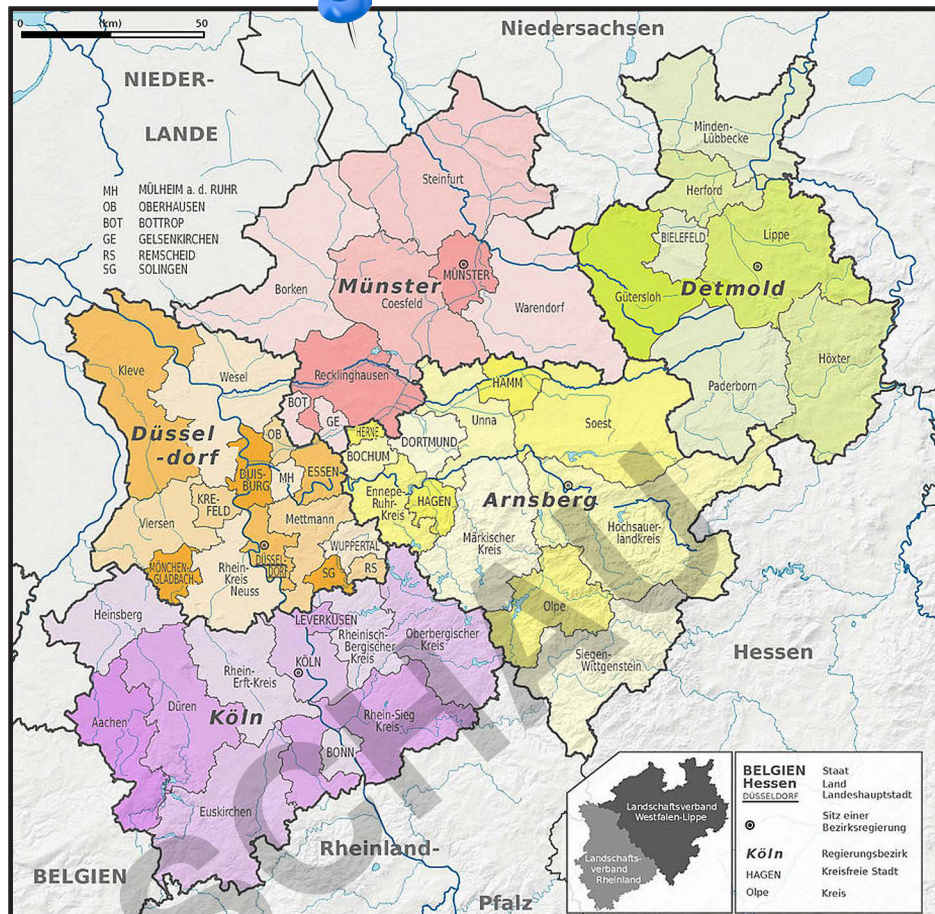 0 (km) 50
Niedersachsen
NIEDER-
LANDE
MH MÜLHEIM a. d. RUHR
OB OBERHAUSEN
BOT BOTTROP
GE GELSENKIRCHEN
RS REMSCHEID
SG SOLINGEN
Minden-
Lübbecke
Steinfurt
Herford
BIELEFELD
Lippe
MÜNSTER
Borken
Münster
Coesfeld
Warendorf
Gütersloh
Detmold
Höxter
Paderborn
Kleve
Wesel
Recklinghausen
HAMM
BOT
GE
Unna
Soest
Düssel
-dorf
OB
HERNE
DORTMUND
BOCHUM
DUIS-
BURG
MH
ESSEN
KRE-
FELD
Ennepe-
Ruhr-
Kreis
HAGEN
Arnsberg
Viersen
Mettmann
Märkischer
Kreis
Hochsauer-
landkreis
WUPPERTAL
MÖNCHEN-
GLADBACH
Rhein-
Kreis
Neuss
DÜSSEL-
DORF
SG
RS
Olpe
Heinsberg
LEVERKUSEN
Rheinisch-
Bergischer
Kreis
Oberbergischer
Kreis
Siegen-
Wittgenstein
Hessen
KÖLN
Rhein-
Erft-Kreis
Düren
Aachen
Köln
Rhein-Sieg
Kreis
BONN
Euskirchen
Rheinland-
Pfalz
BELGIEN
SCHAU
Landschaftsverband
Westfalen-Lippe
Landschafts-
verband
Rheinland
BELGIEN Staat
Hessen Land
DÜSSELDORF Landeshauptstadt
Sitz einer
Bezirksregierung
Köln Regierungsbezirk
HAGEN Kreisfreie Stadt
Olpe Kreis